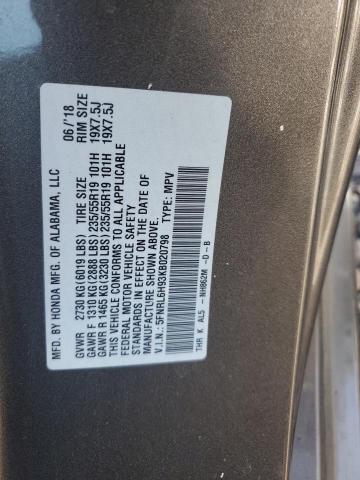 MFD. BY HONDA MFG. OF ALABAMA, LLC 06/'18
GVWR 2730 KG (6019 LBS) TIRE SIZE RIM SIZE
GAWR F 1310 KG (2888 LBS) 235/55R19 101H 19X7.5J
GAWR R 1465 KG (3230 LBS) 235/55R19 101H 19X7.5J
THIS VEHICLE CONFORMS TO ALL APPLICABLE
FEDERAL MOTOR VEHICLE SAFETY
STANDARDS IN EFFECT ON THE DATE OF
MANUFACTURE SHOWN ABOVE.
V.I.N.: 5FNRL6H93KB020798 TYPE: MPV
THR K AL5 -NH862M -D-B